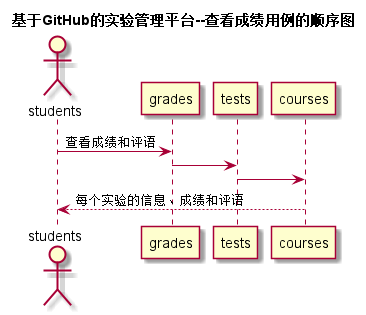 基于GitHub的实验管理平台--查看成绩用例的顺序图
students
grades
tests
courses
查看成绩和评语
每个实验的信息、成绩和评语
students
grades
tests
courses